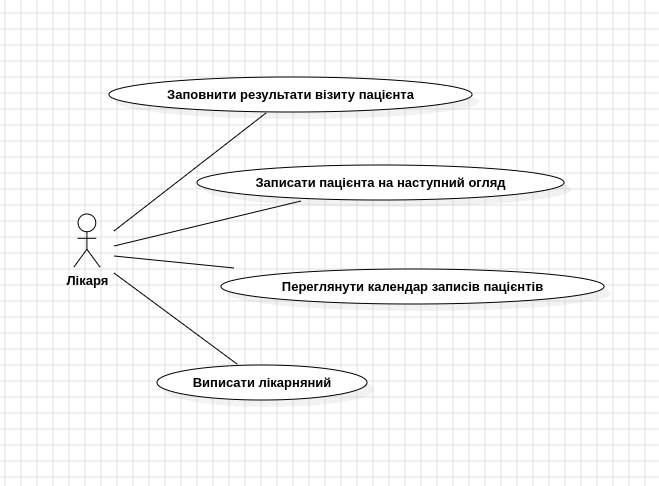 Заповнити результати візиту пацієнта
Записати пацієнта на наступний огляд
Лікаря
Переглянути календар записів пацієнтів
Виписати лікарняний